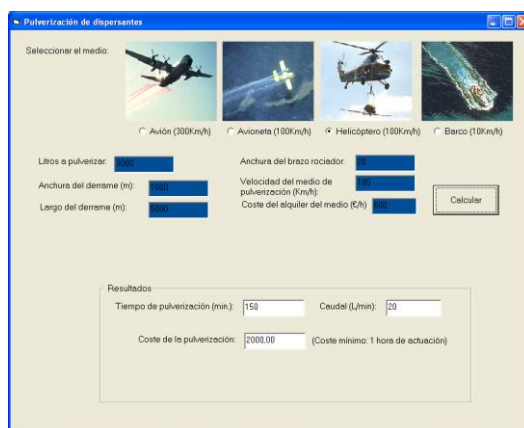 Pulverización de dispersantes
Seleccionar el medio:
Avión (300Km/h) Avioneta (100Km/h) Helicóptero (100Km/h) Barco (10Km/h)
Litros a pulverizar: 3000 Anchura del brazo rociador: 20
Anchura del derrame (m): 1000 Velocidad del medio de pulverización (Km/h): 100
Largo del derrame (m): 5000 Coste del alquiler del medio (€/h) 800
Calcular
Resultados
Tiempo de pulverización (min.): 150 Caudal (L/min): 20
Coste de la pulverización: 2000,00 (Coste mínimo: 1 hora de actuación)